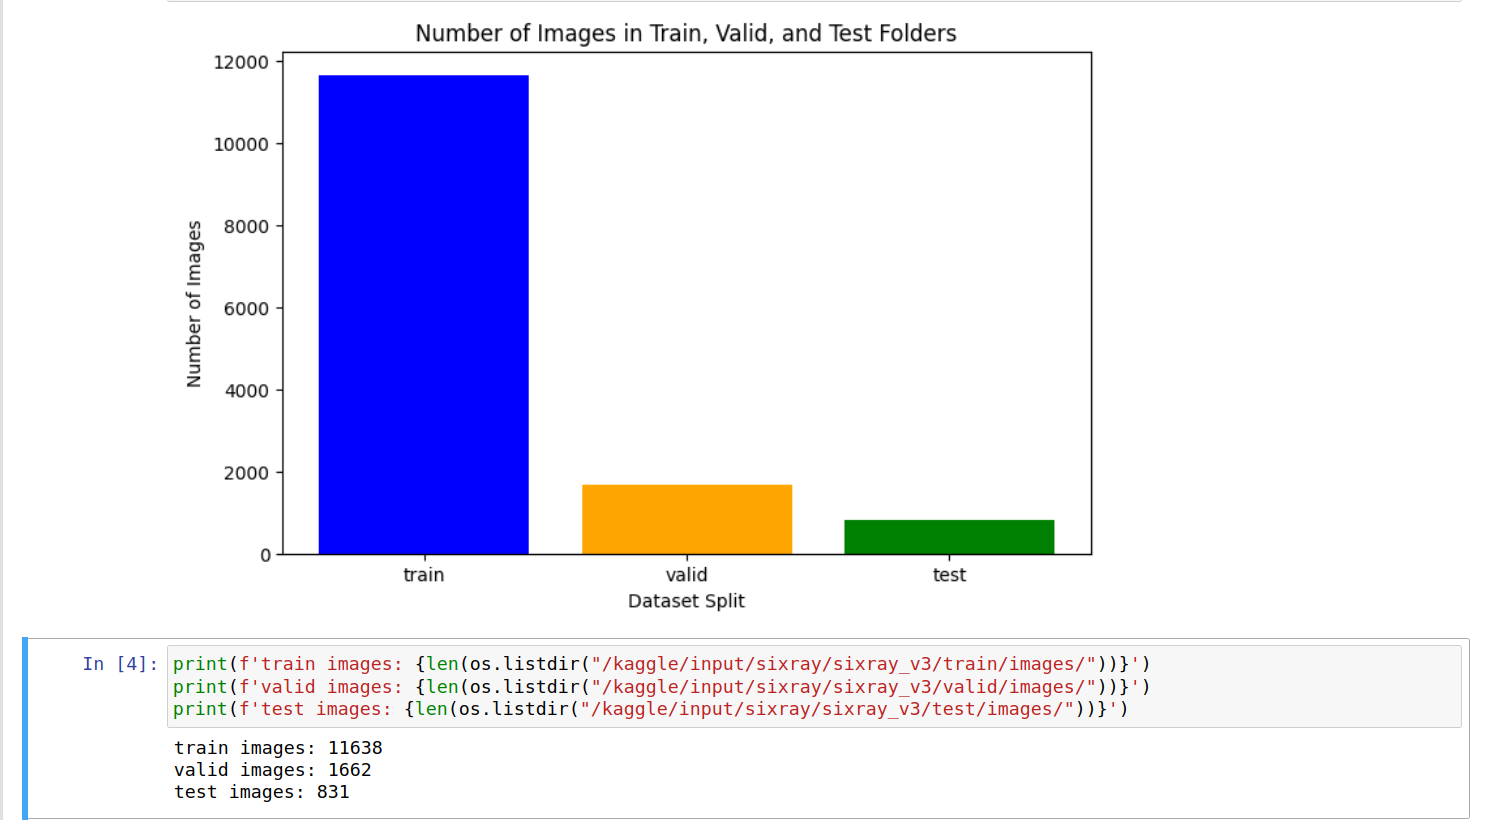 Number of Images in Train, Valid, and Test Folders
12000
10000
8000
6000
4000
2000
0
Number of Images
train valid test
Dataset Split
In [4]: print(f'train images: {len(os.listdir("/kaggle/input/sixray/sixray_v3/train/images/"))}')
print(f'valid images: {len(os.listdir("/kaggle/input/sixray/sixray_v3/valid/images/"))}')
print(f'test images: {len(os.listdir("/kaggle/input/sixray/sixray_v3/test/images/"))}')
train images: 11638
valid images: 1662
test images: 831